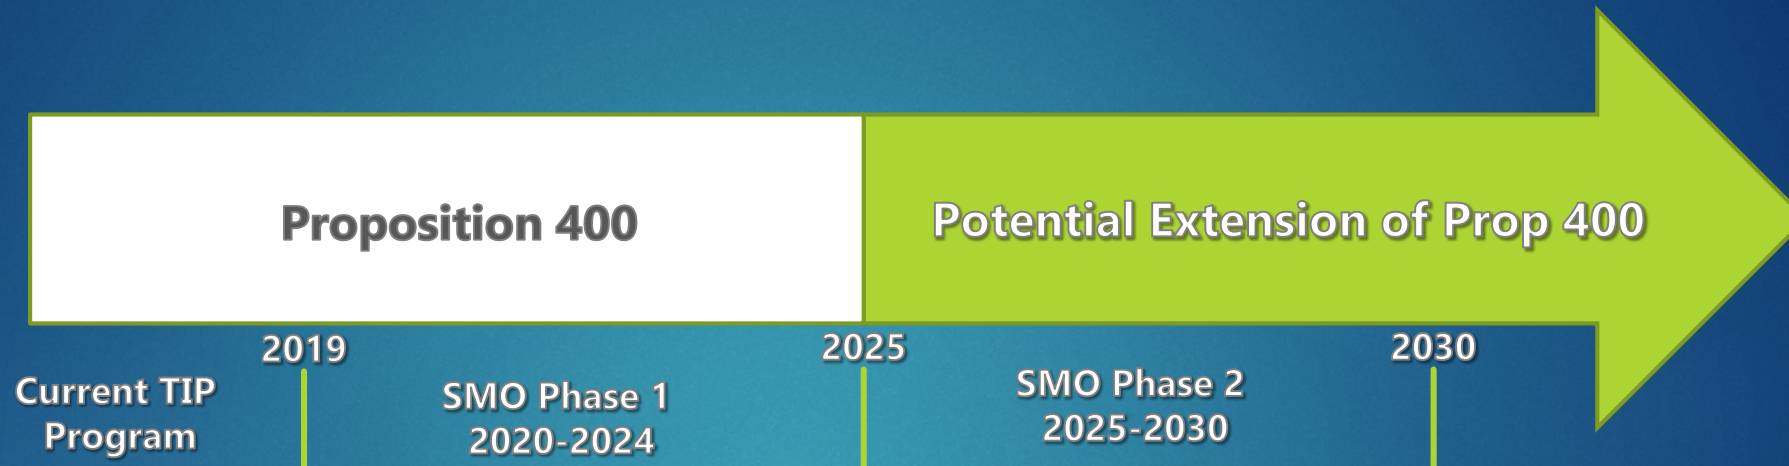 Proposition 400
Potential Extension of Prop 400
2019
2025
2030
Current TIP
Program
SMO Phase 1
2020-2024
SMO Phase 2
2025-2030